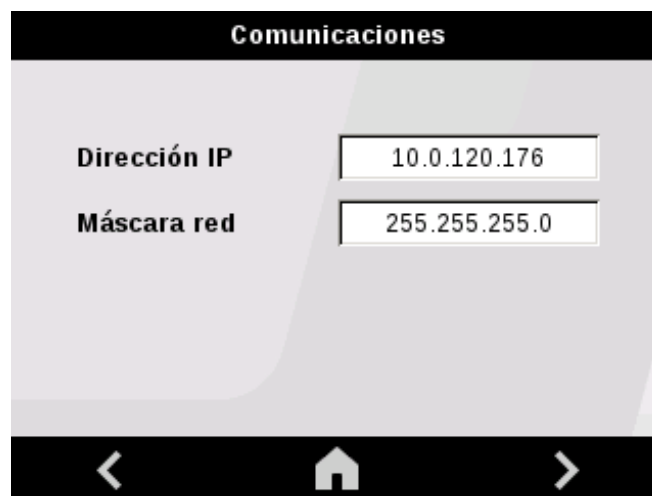 Comunicaciones
Dirección IP 10.0.120.176
Máscara red 255.255.255.0